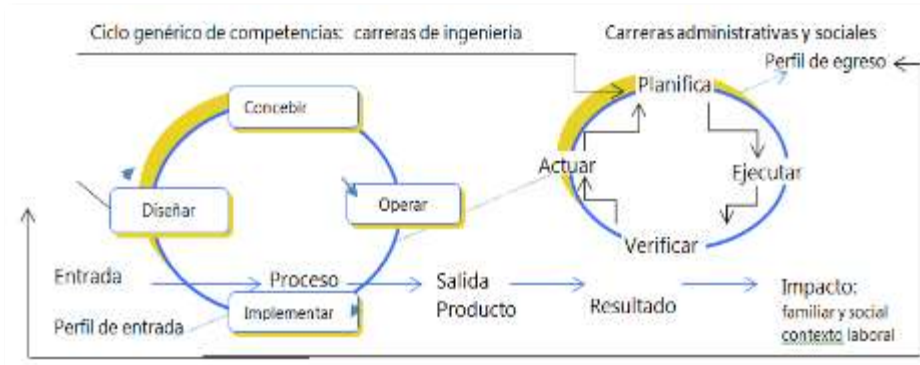 Ciclo genérico de competencias: carreras de ingenieria
Carreras administrativas y sociales
Perfil de egreso
Concebir
Diseñar
Operar
Implementar
Planifica
Actuar
Ejecutar
Verificar
Entrada
Proceso
Salida
Producto
Resultado
Impacto:
familiar y social
contexto laboral
Perfil de entrada